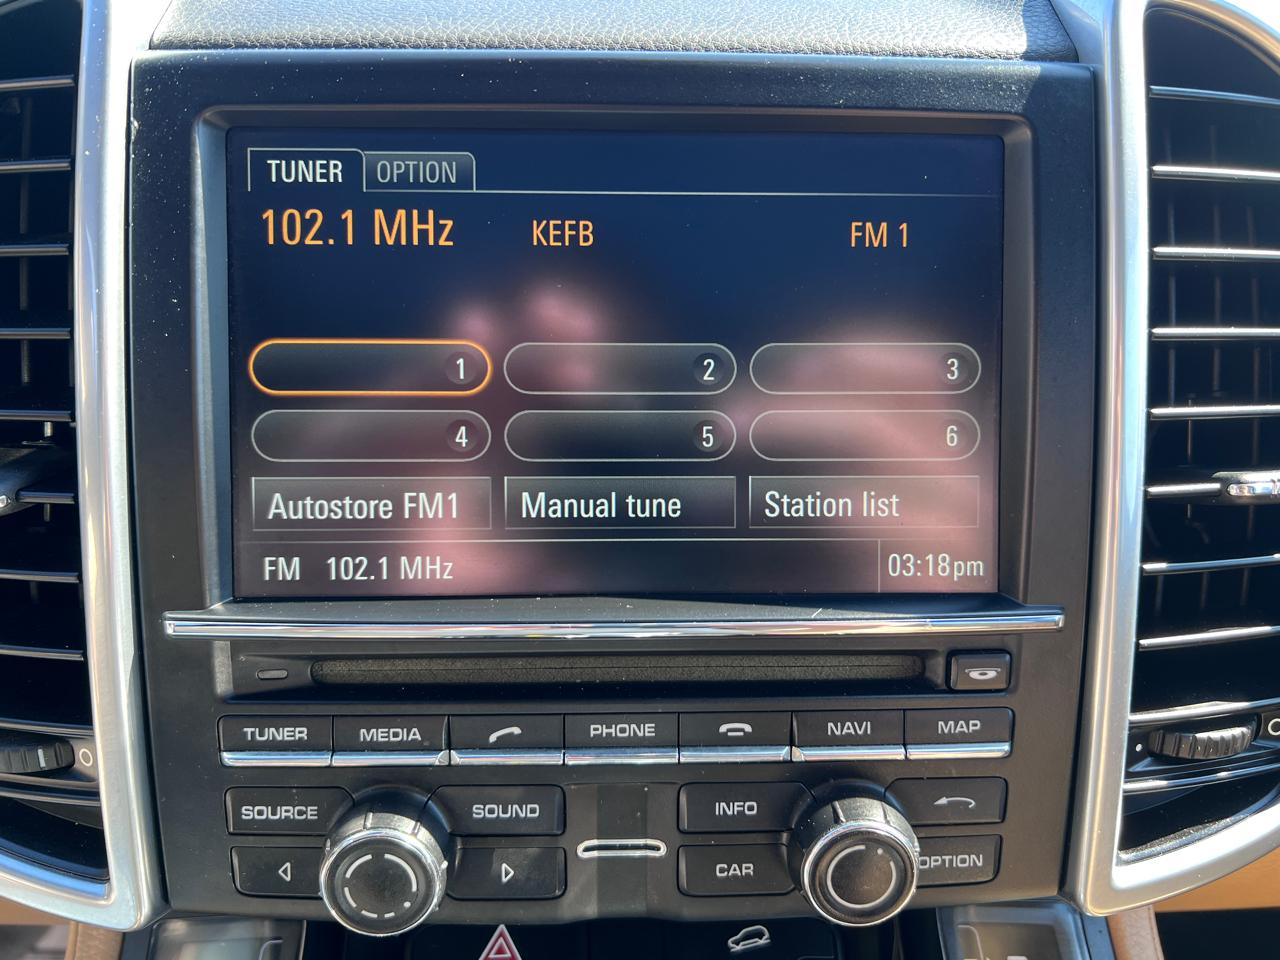 TUNER OPTION
102.1 MHz KEFB FM 1
1 2 3
4 5 6
Autostore FM1 Manual tune Station list
FM 102.1 MHz 03:18pm
TUNER MEDIA PHONE NAVI MAP
SOURCE SOUND INFO
CAR OPTION